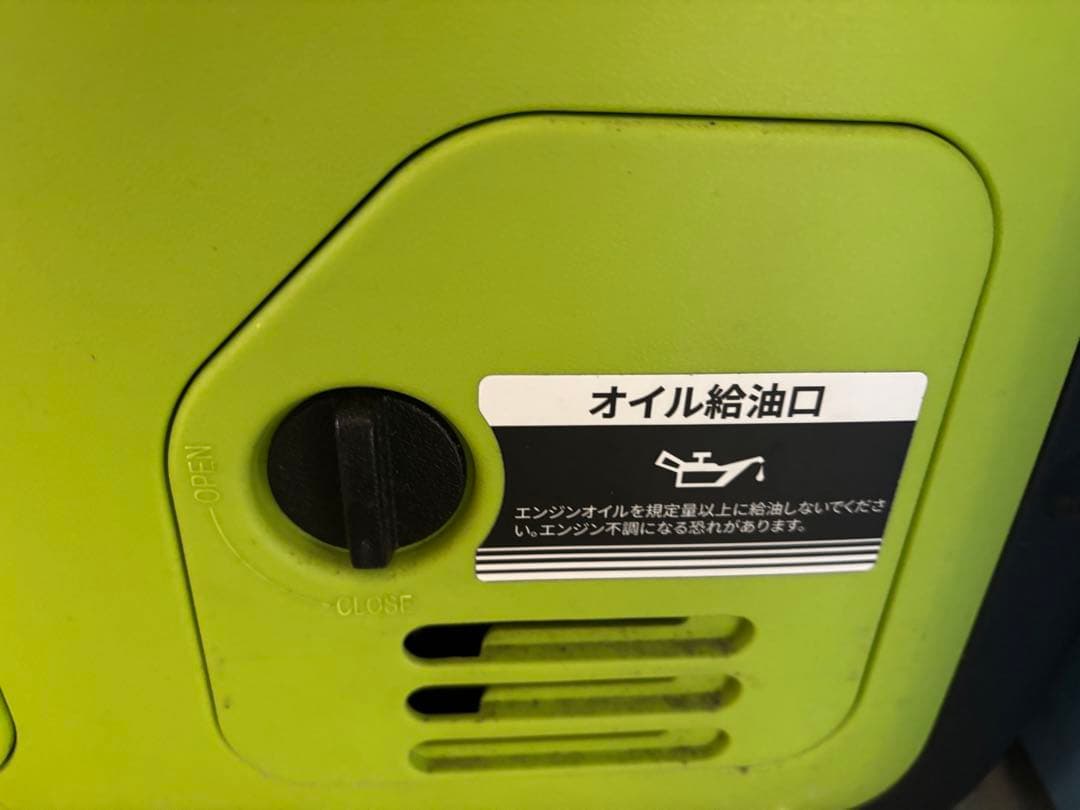 オイル給油口
エンジンオイルを規定量以上に給油しないでくださ
い。エンジン不調になる恐れがあります。
OPEN
CLOSE